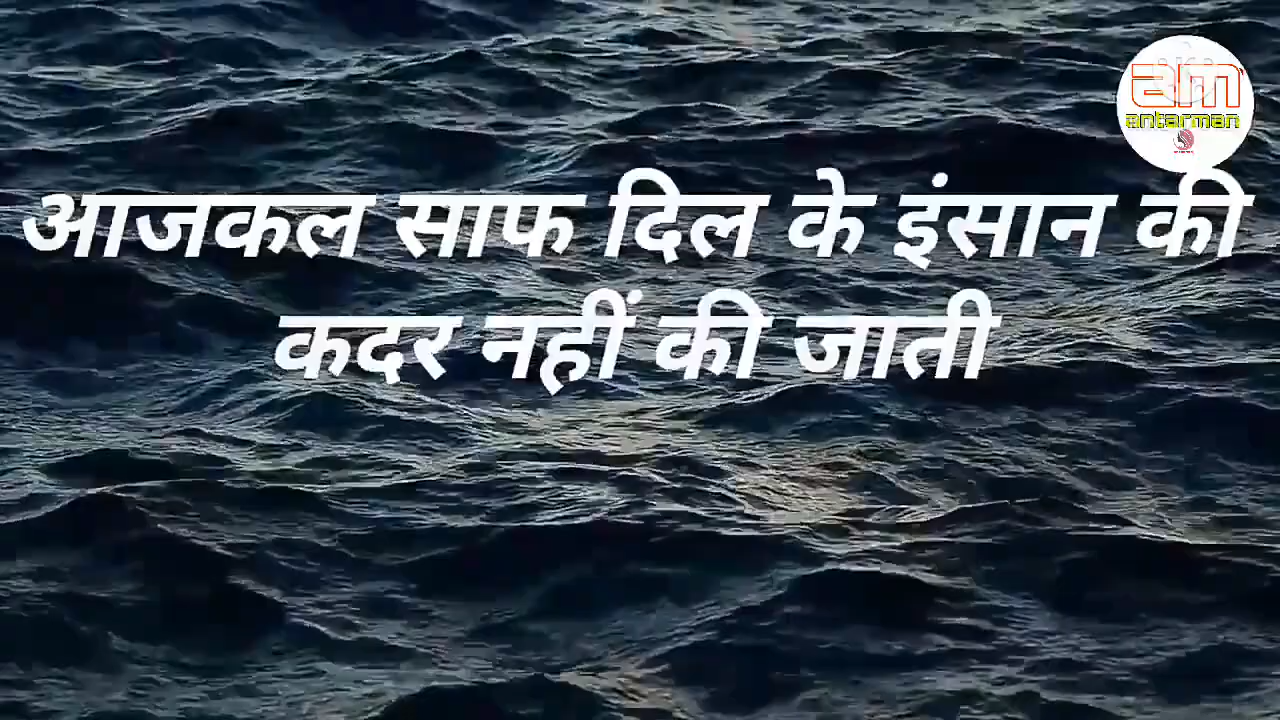 am
antarman
आजकल साफ दिल के इंसान की
कदर नहीं की जाती